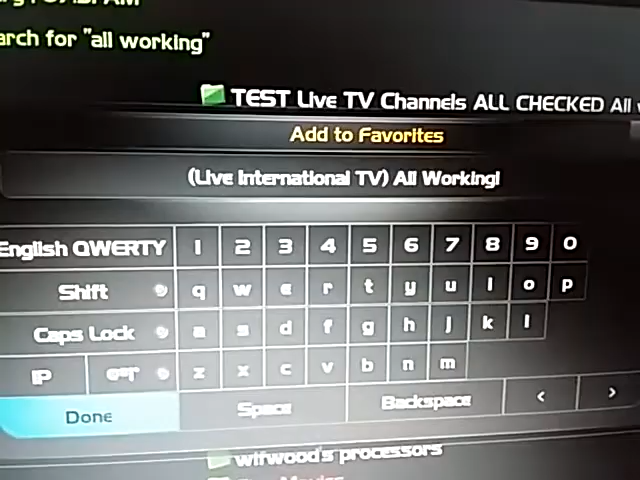 arch for "all working"
TEST Live TV Channels ALL CHECKED All
Add to Favorites
(Live International TV) All Working!
English QWERTY 1 2 3 4 5 6 7 8 9 0
Shift q w e r t y u i o p
Caps Lock a s d f g h j k l
IP z x c v b n m
Done Space Backspace < >
wifwood's processors